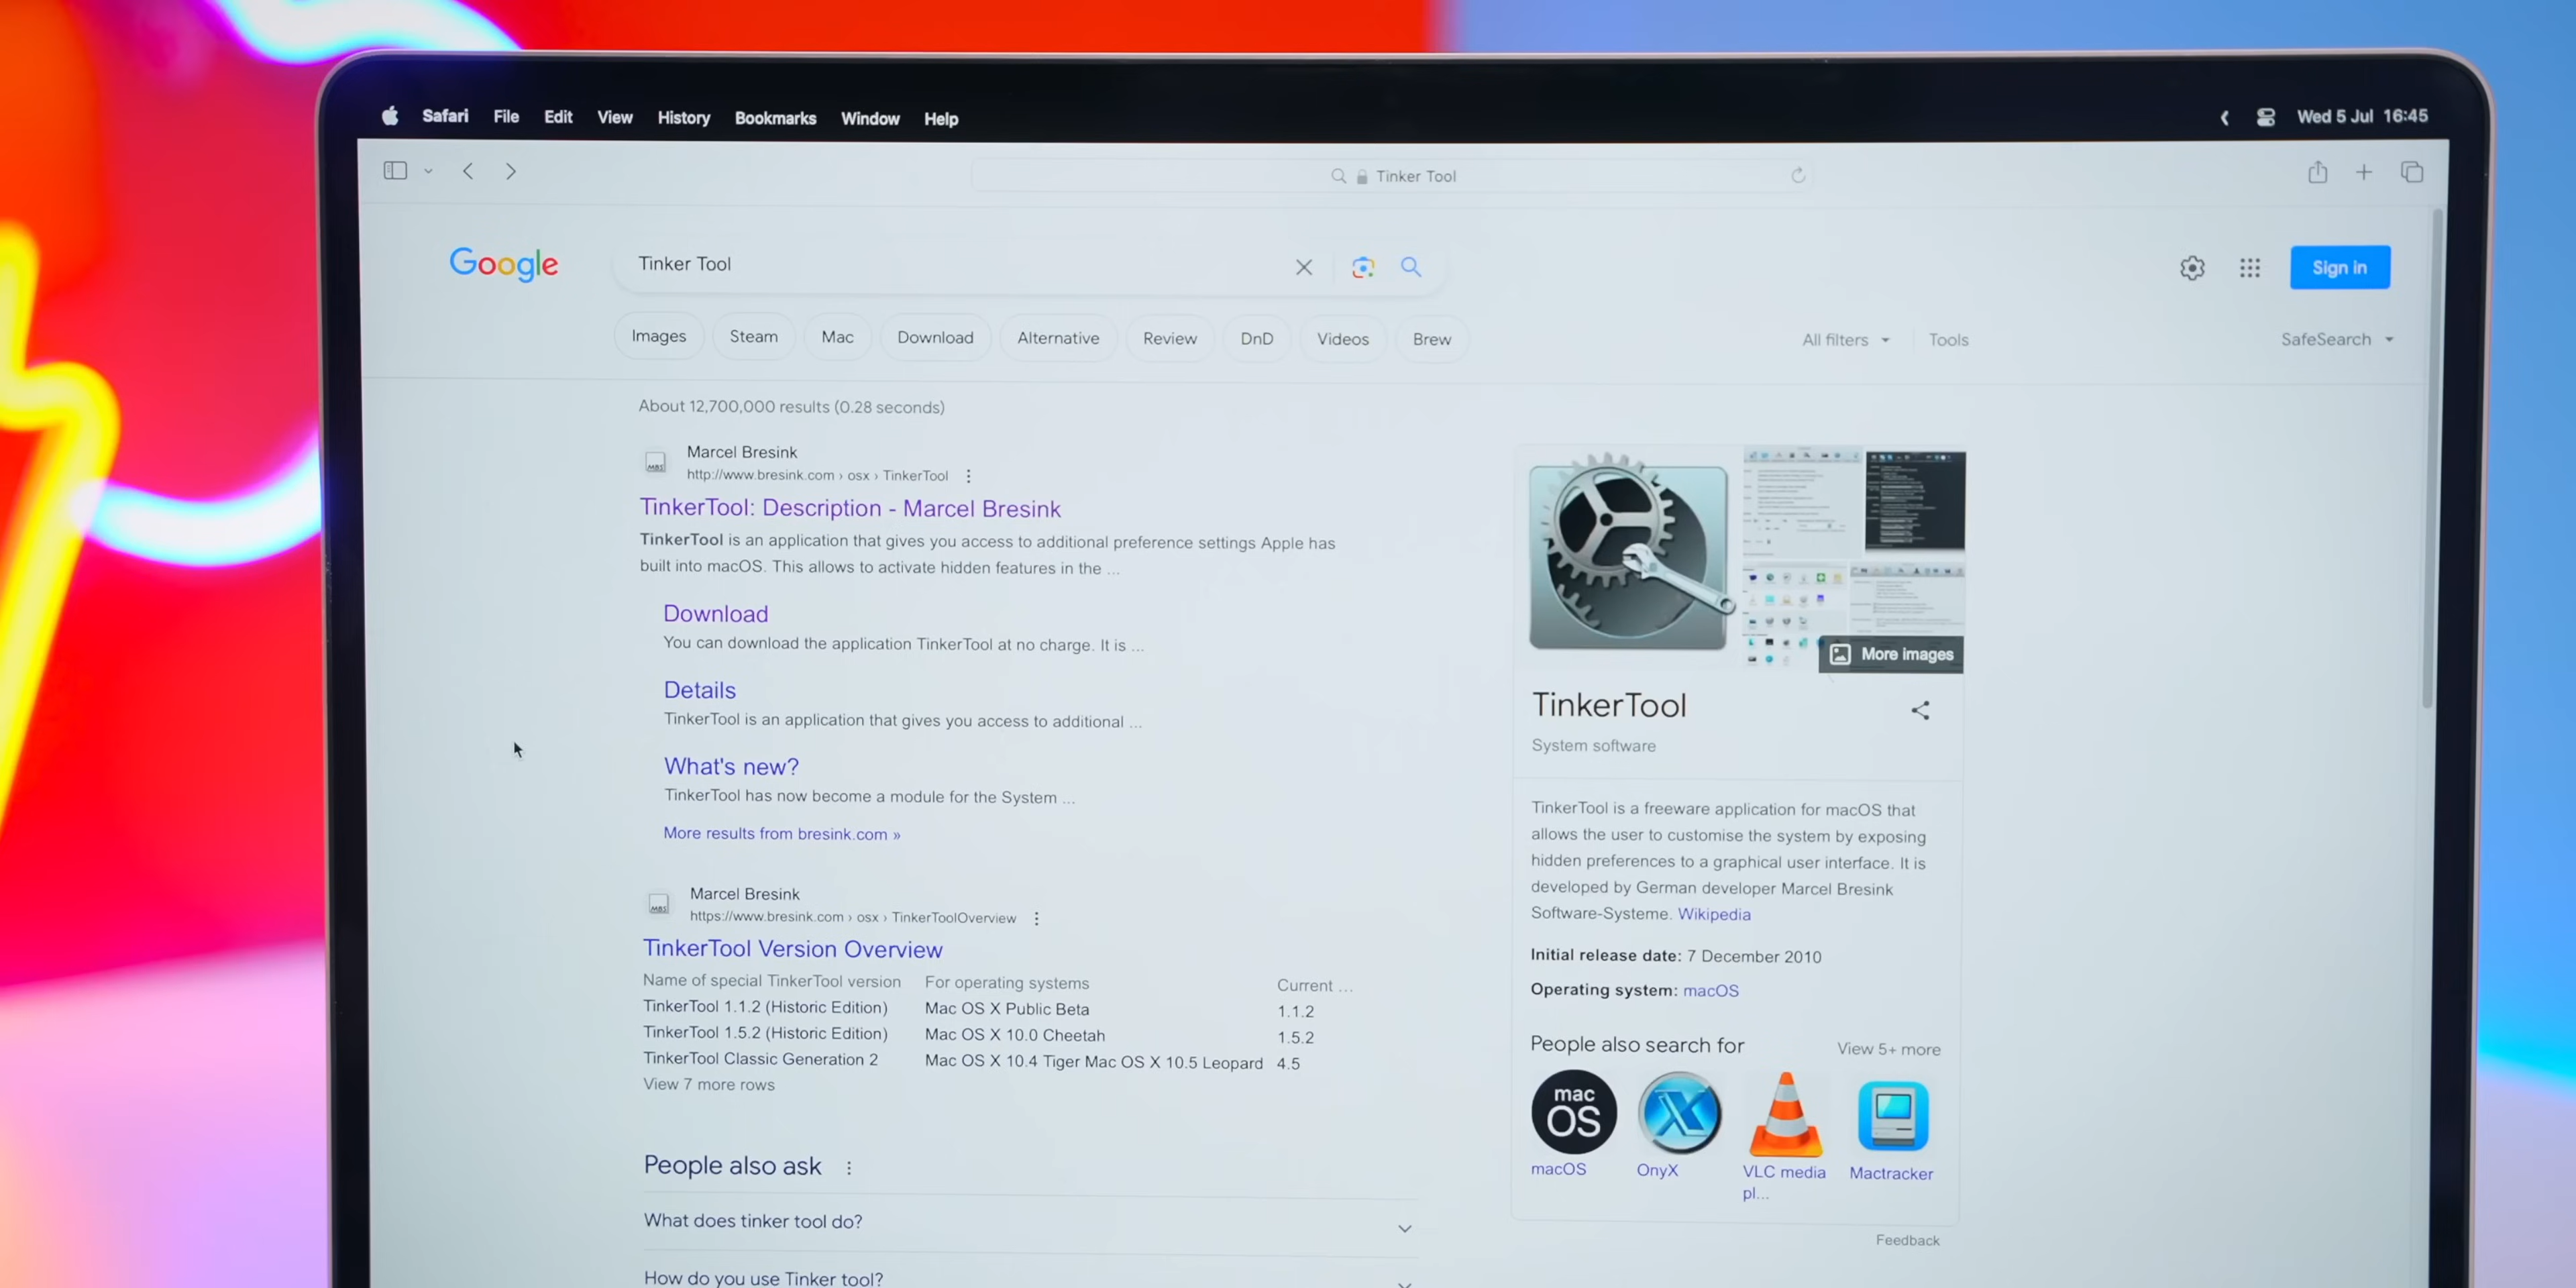 Safari File Edit View History Bookmarks Window Help
Wed 5 Jul 16:45
Tinker Tool
Google
Tinker Tool
Sign in
Images Steam Mac Download Alternative Review DnD Videos Brew
All filters Tools
SafeSearch
About 12,700,000 results (0.28 seconds)
MBS
Marcel Bresink
http://www.bresink.com › osx › TinkerTool
TinkerTool: Description - Marcel Bresink
TinkerTool is an application that gives you access to additional preference settings Apple has
built into macOS. This allows to activate hidden features in the ...
Download
You can download the application TinkerTool at no charge. It is ...
Details
TinkerTool is an application that gives you access to additional ...
What's new?
TinkerTool has now become a module for the System ...
More results from bresink.com »
MBS
Marcel Bresink
https://www.bresink.com › osx › TinkerToolOverview
TinkerTool Version Overview
Name of special TinkerTool version For operating systems Current ...
TinkerTool 1.1.2 (Historic Edition) Mac OS X Public Beta 1.1.2
TinkerTool 1.5.2 (Historic Edition) Mac OS X 10.0 Cheetah 1.5.2
TinkerTool Classic Generation 2 Mac OS X 10.4 Tiger Mac OS X 10.5 Leopard 4.5
View 7 more rows
People also ask
What does tinker tool do?
How do you use Tinker tool?
More images
TinkerTool
System software
TinkerTool is a freeware application for macOS that
allows the user to customise the system by exposing
hidden preferences to a graphical user interface. It is
developed by German developer Marcel Bresink
Software-Systeme. Wikipedia
Initial release date: 7 December 2010
Operating system: macOS
People also search for
View 5+ more
mac
OS
macOS
OnyX
VLC media
pl...
Mactracker
Feedback